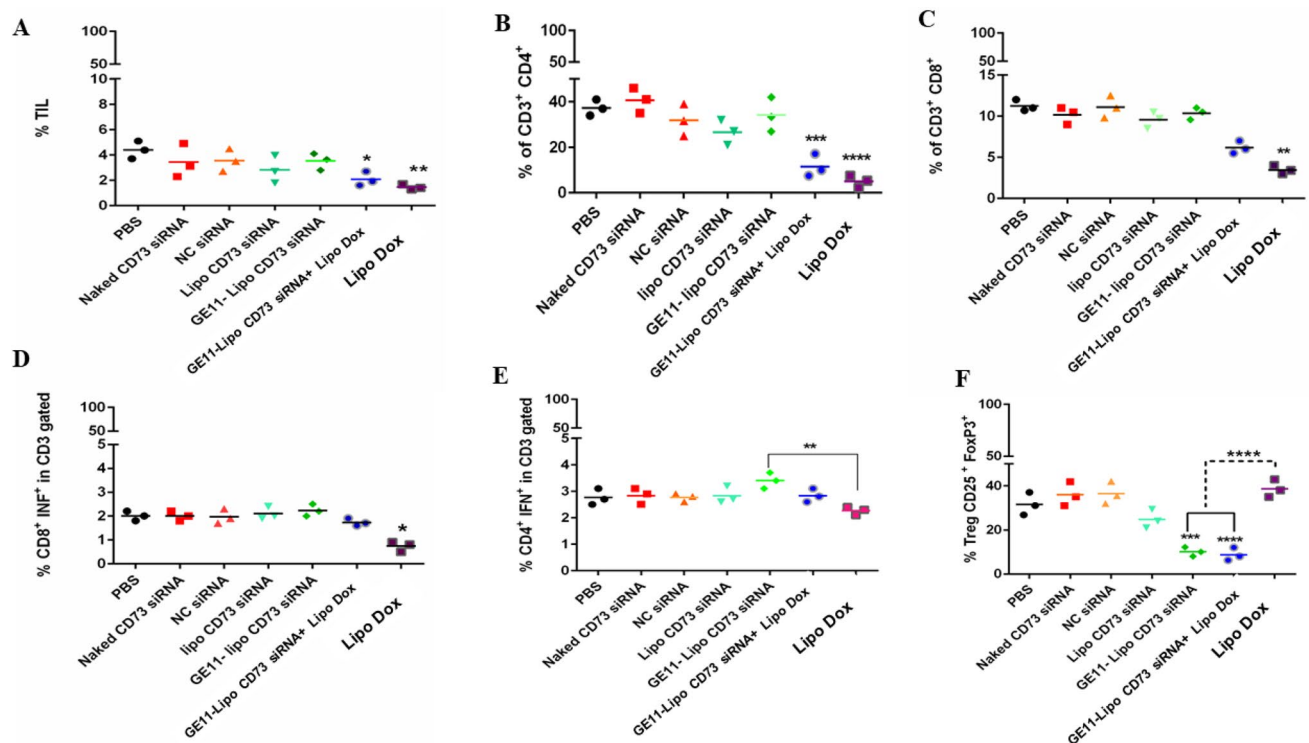 A
% TIL
100
50
10
8
6
4
2
0
*
**
PBS
Naked CD73 siRNA
NC siRNA
Lipo CD73 siRNA
GE11- Lipo CD73 siRNA
GE11-Lipo CD73 siRNA+ Lipo Dox
Lipo Dox
B
% of CD3+ CD4+
100
50
40
20
0
***
****
PBS
Naked CD73 siRNA
NC siRNA
lipo CD73 siRNA
GE11- lipo CD73 siRNA
GE11-Lipo CD73 siRNA+ Lipo Dox
Lipo Dox
C
% of CD3+ CD8+
100
50
15
10
5
0
**
PBS
Naked CD73 siRNA
NC siRNA
Lipo CD73 siRNA
GE11- Lipo CD73 siRNA
GE11-Lipo CD73 siRNA+ Lipo Dox
Lipo Dox
D
% CD8+ INF+ in CD3 gated
100
50
5
4
3
2
1
0
*
PBS
Naked CD73 siRNA
NC siRNA
lipo CD73 siRNA
GE11- lipo CD73 siRNA
GE11-Lipo CD73 siRNA+ Lipo Dox
Lipo Dox
E
% CD4+ IFN+ in CD3 gated
100
50
5
4
3
2
1
0
**
PBS
Naked CD73 siRNA
NC siRNA
Lipo CD73 siRNA
GE11- Lipo CD73 siRNA
GE11-Lipo CD73 siRNA+ Lipo Dox
Lipo Dox
F
% Treg CD25+ FoxP3+
100
50
40
20
0
****
***
****
PBS
Naked CD73 siRNA
NC siRNA
Lipo CD73 siRNA
GE11- Lipo CD73 siRNA
GE11-Lipo CD73 siRNA+ Lipo Dox
Lipo Dox